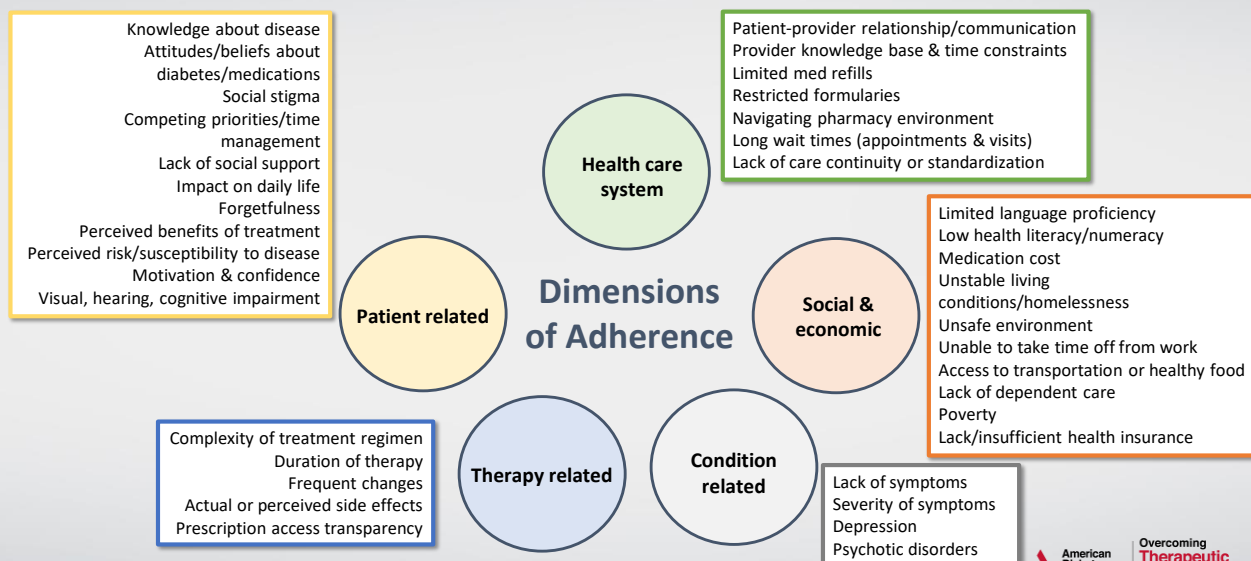 Knowledge about disease
Attitudes/beliefs about
diabetes/medications
Social stigma
Competing priorities/time
management
Lack of social support
Impact on daily life
Forgetfulness
Perceived benefits of treatment
Perceived risk/susceptibility to disease
Motivation & confidence
Visual, hearing, cognitive impairment
Patient-provider relationship/communication
Provider knowledge base & time constraints
Limited med refills
Restricted formularies
Navigating pharmacy environment
Long wait times (appointments & visits)
Lack of care continuity or standardization
Health care
system
Limited language proficiency
Low health literacy/numeracy
Medication cost
Unstable living
conditions/homelessness
Unsafe environment
Unable to take time off from work
Access to transportation or healthy food
Lack of dependent care
Poverty
Lack/insufficient health insurance
Patient related
Dimensions
of Adherence
Social &
economic
Complexity of treatment regimen
Duration of therapy
Frequent changes
Actual or perceived side effects
Prescription access transparency
Therapy related
Condition
related
Lack of symptoms
Severity of symptoms
Depression
Psychotic disorders
American
Overcoming
Therapeutic